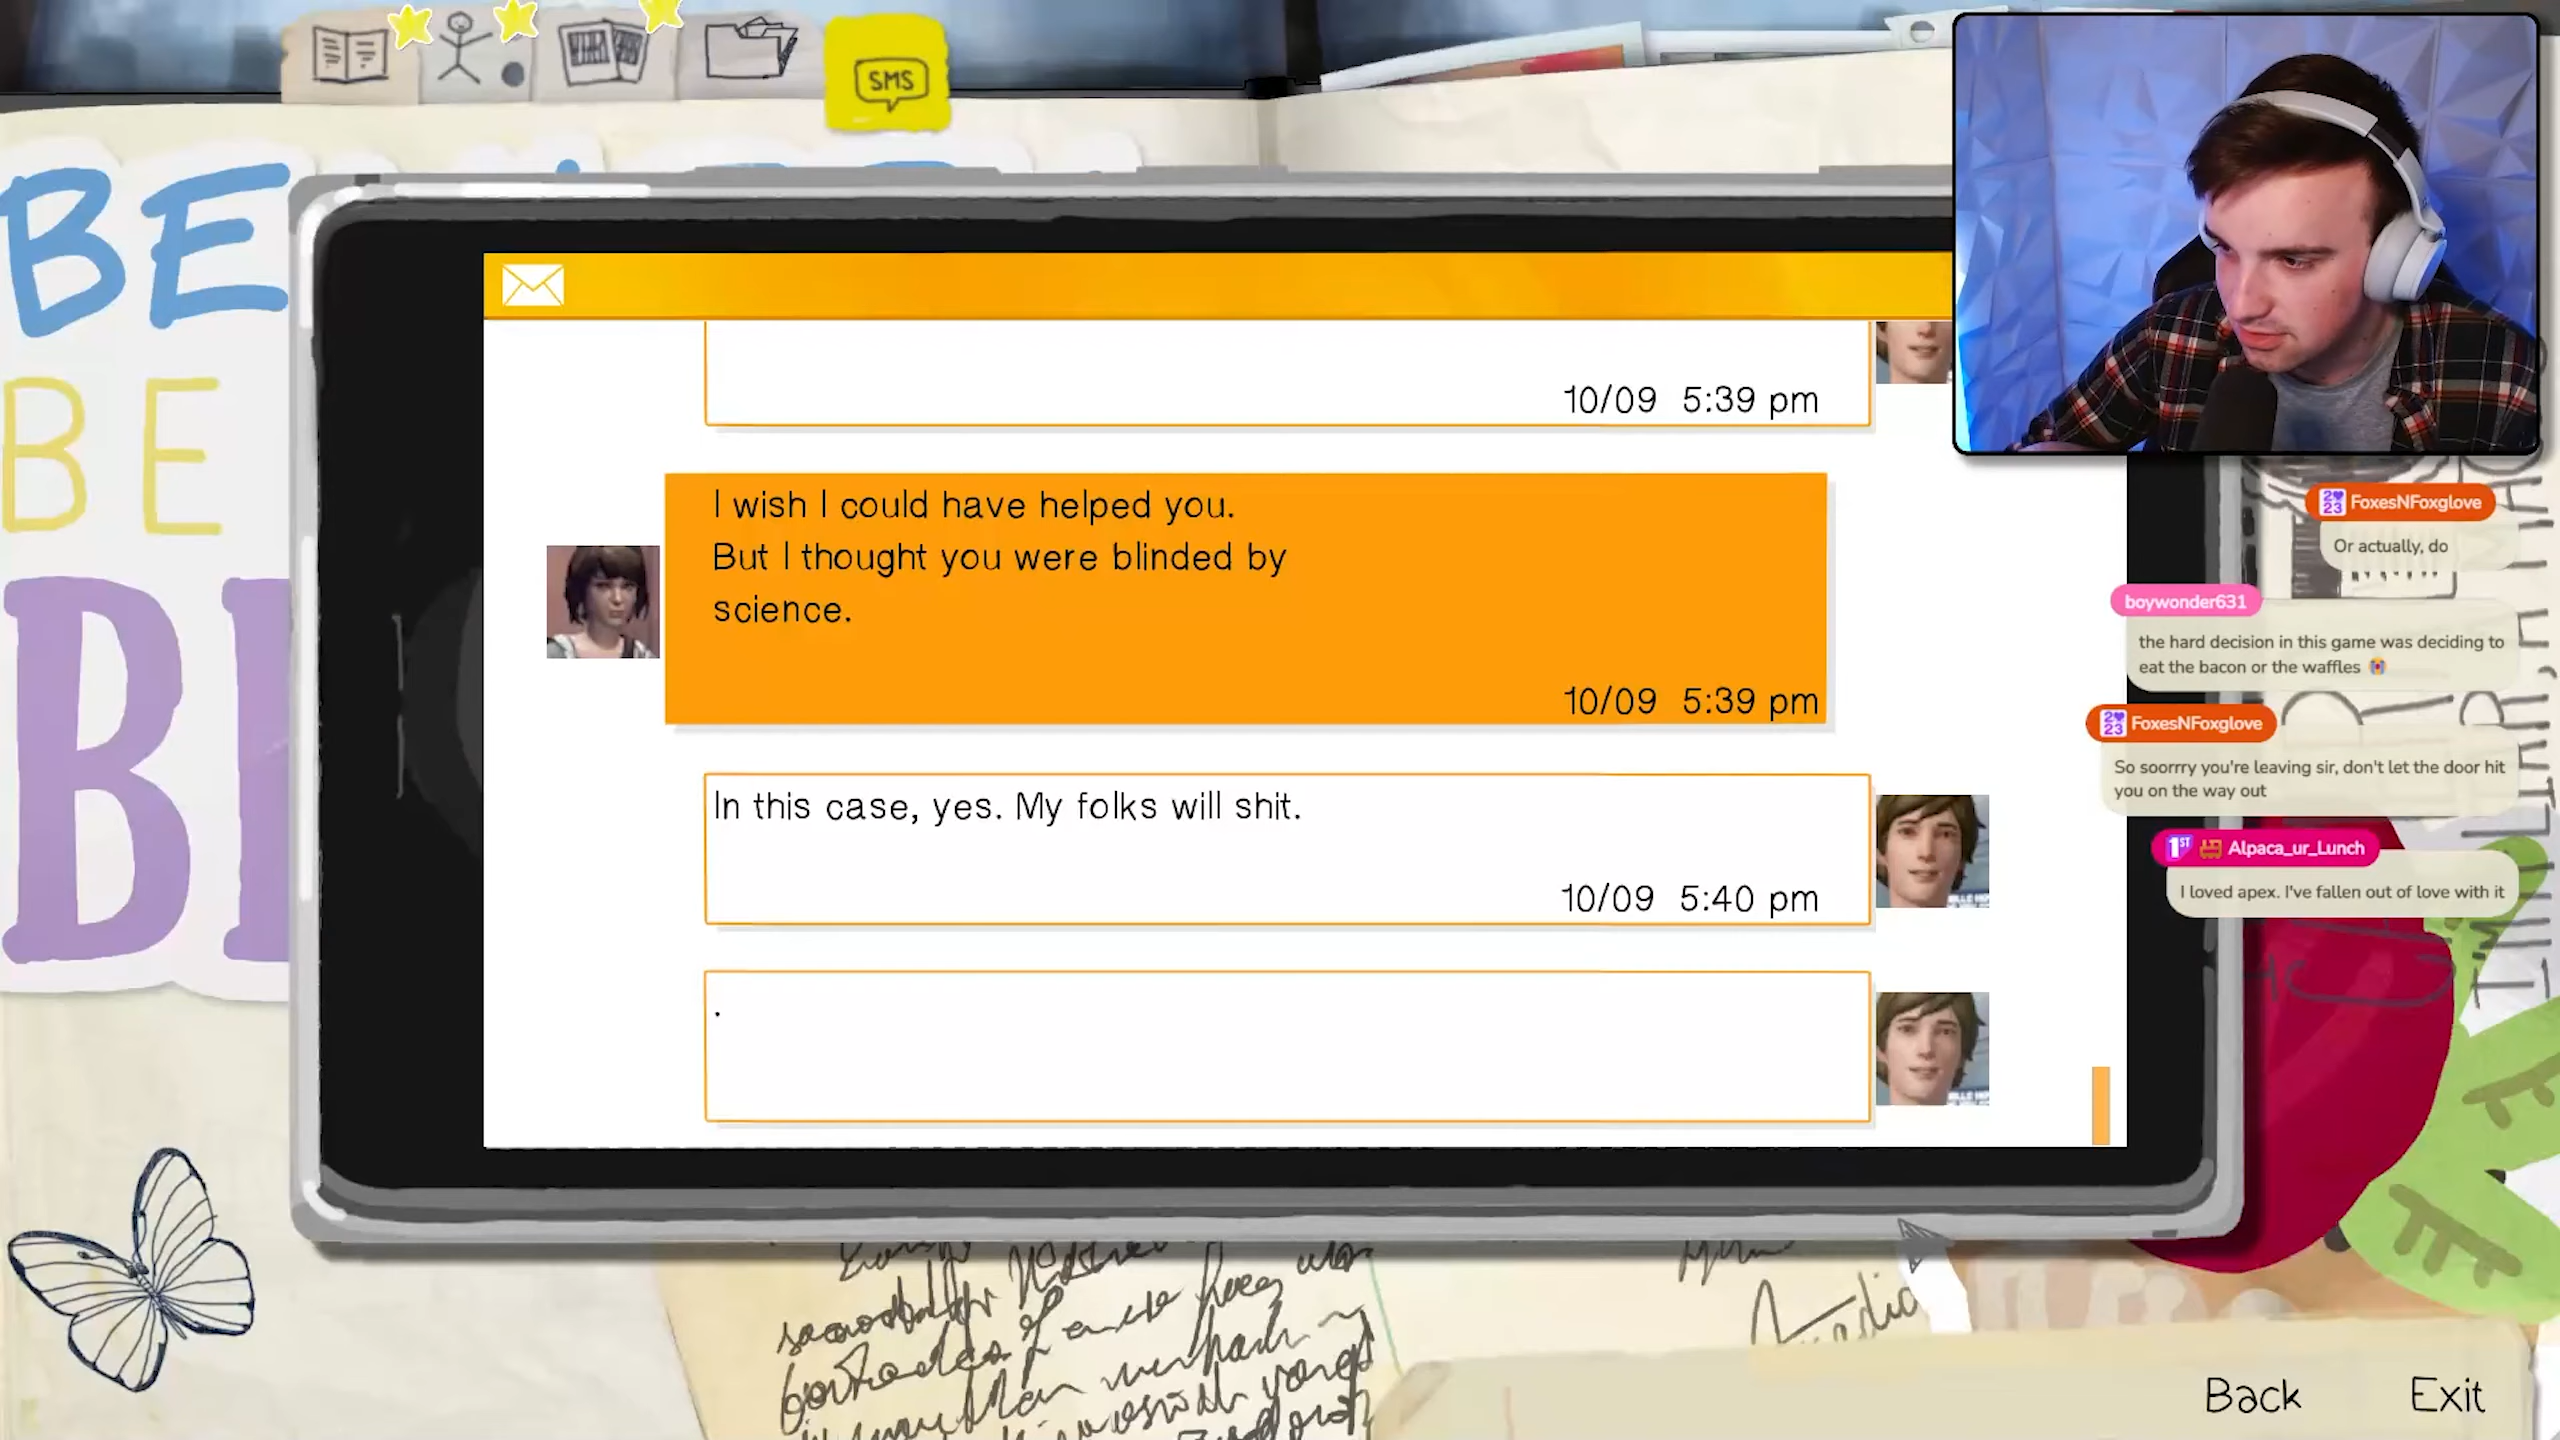 SMS
BE
BE
10/09 5:39 pm
I wish I could have helped you.
But I thought you were blinded by
science.
10/09 5:39 pm
In this case, yes. My folks will shit.
10/09 5:40 pm
.
FoxesNFoxglove
Or actually, do
boywonder631
the hard decision in this game was deciding to
eat the bacon or the waffles 😭
FoxesNFoxglove
So soorrry you're leaving sir, don't let the door hit
you on the way out
1ST Alpaca_ur_Lunch
I loved apex. I've fallen out of love with it
Back
Exit